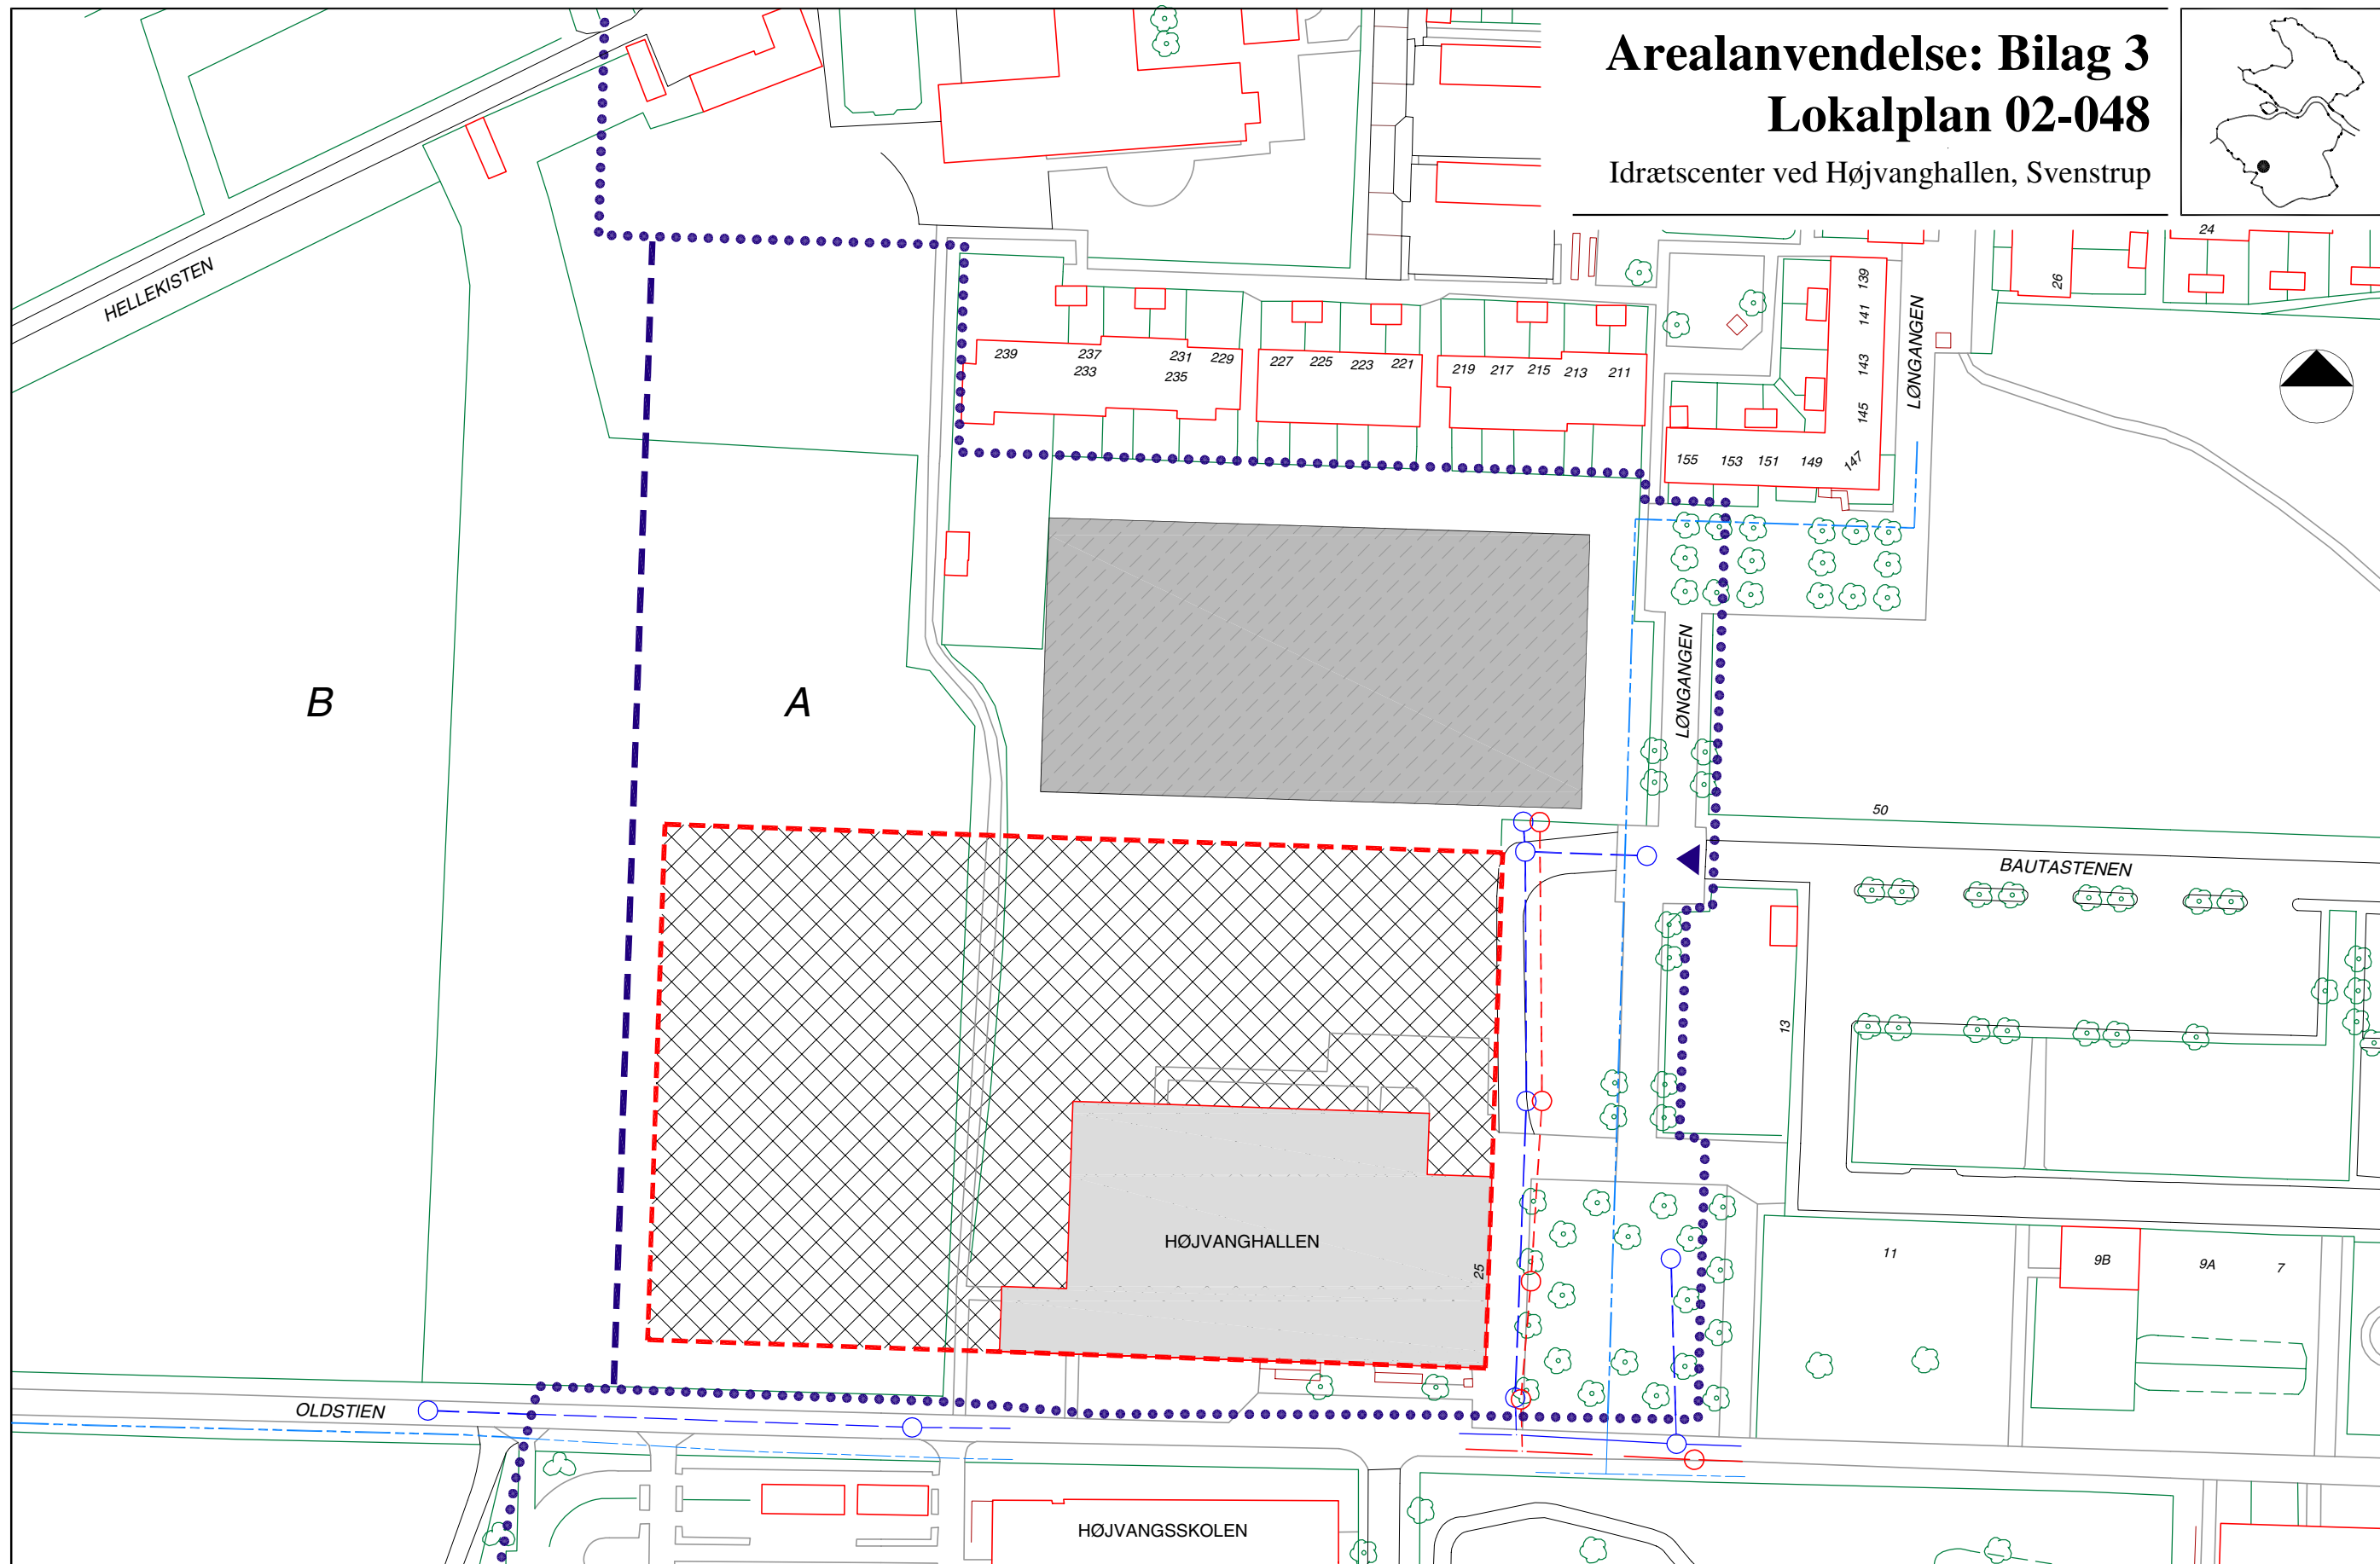 Arealanvendelse: Bilag 3
Lokalplan 02-048
Idrætscenter ved Højvanghallen, Svenstrup
24
26
HELLEKISTEN
139
141
143
145
147
LØNGANGEN
239
237
233
231
235
229
227
225
223
221
219
217
215
213
211
155
153
151
149
B
A
LØNGANGEN
50
BAUTASTENEN
13
HØJVANGHALLEN
25
11
9B
9A
7
OLDSTIEN
HØJVANGSSKOLEN